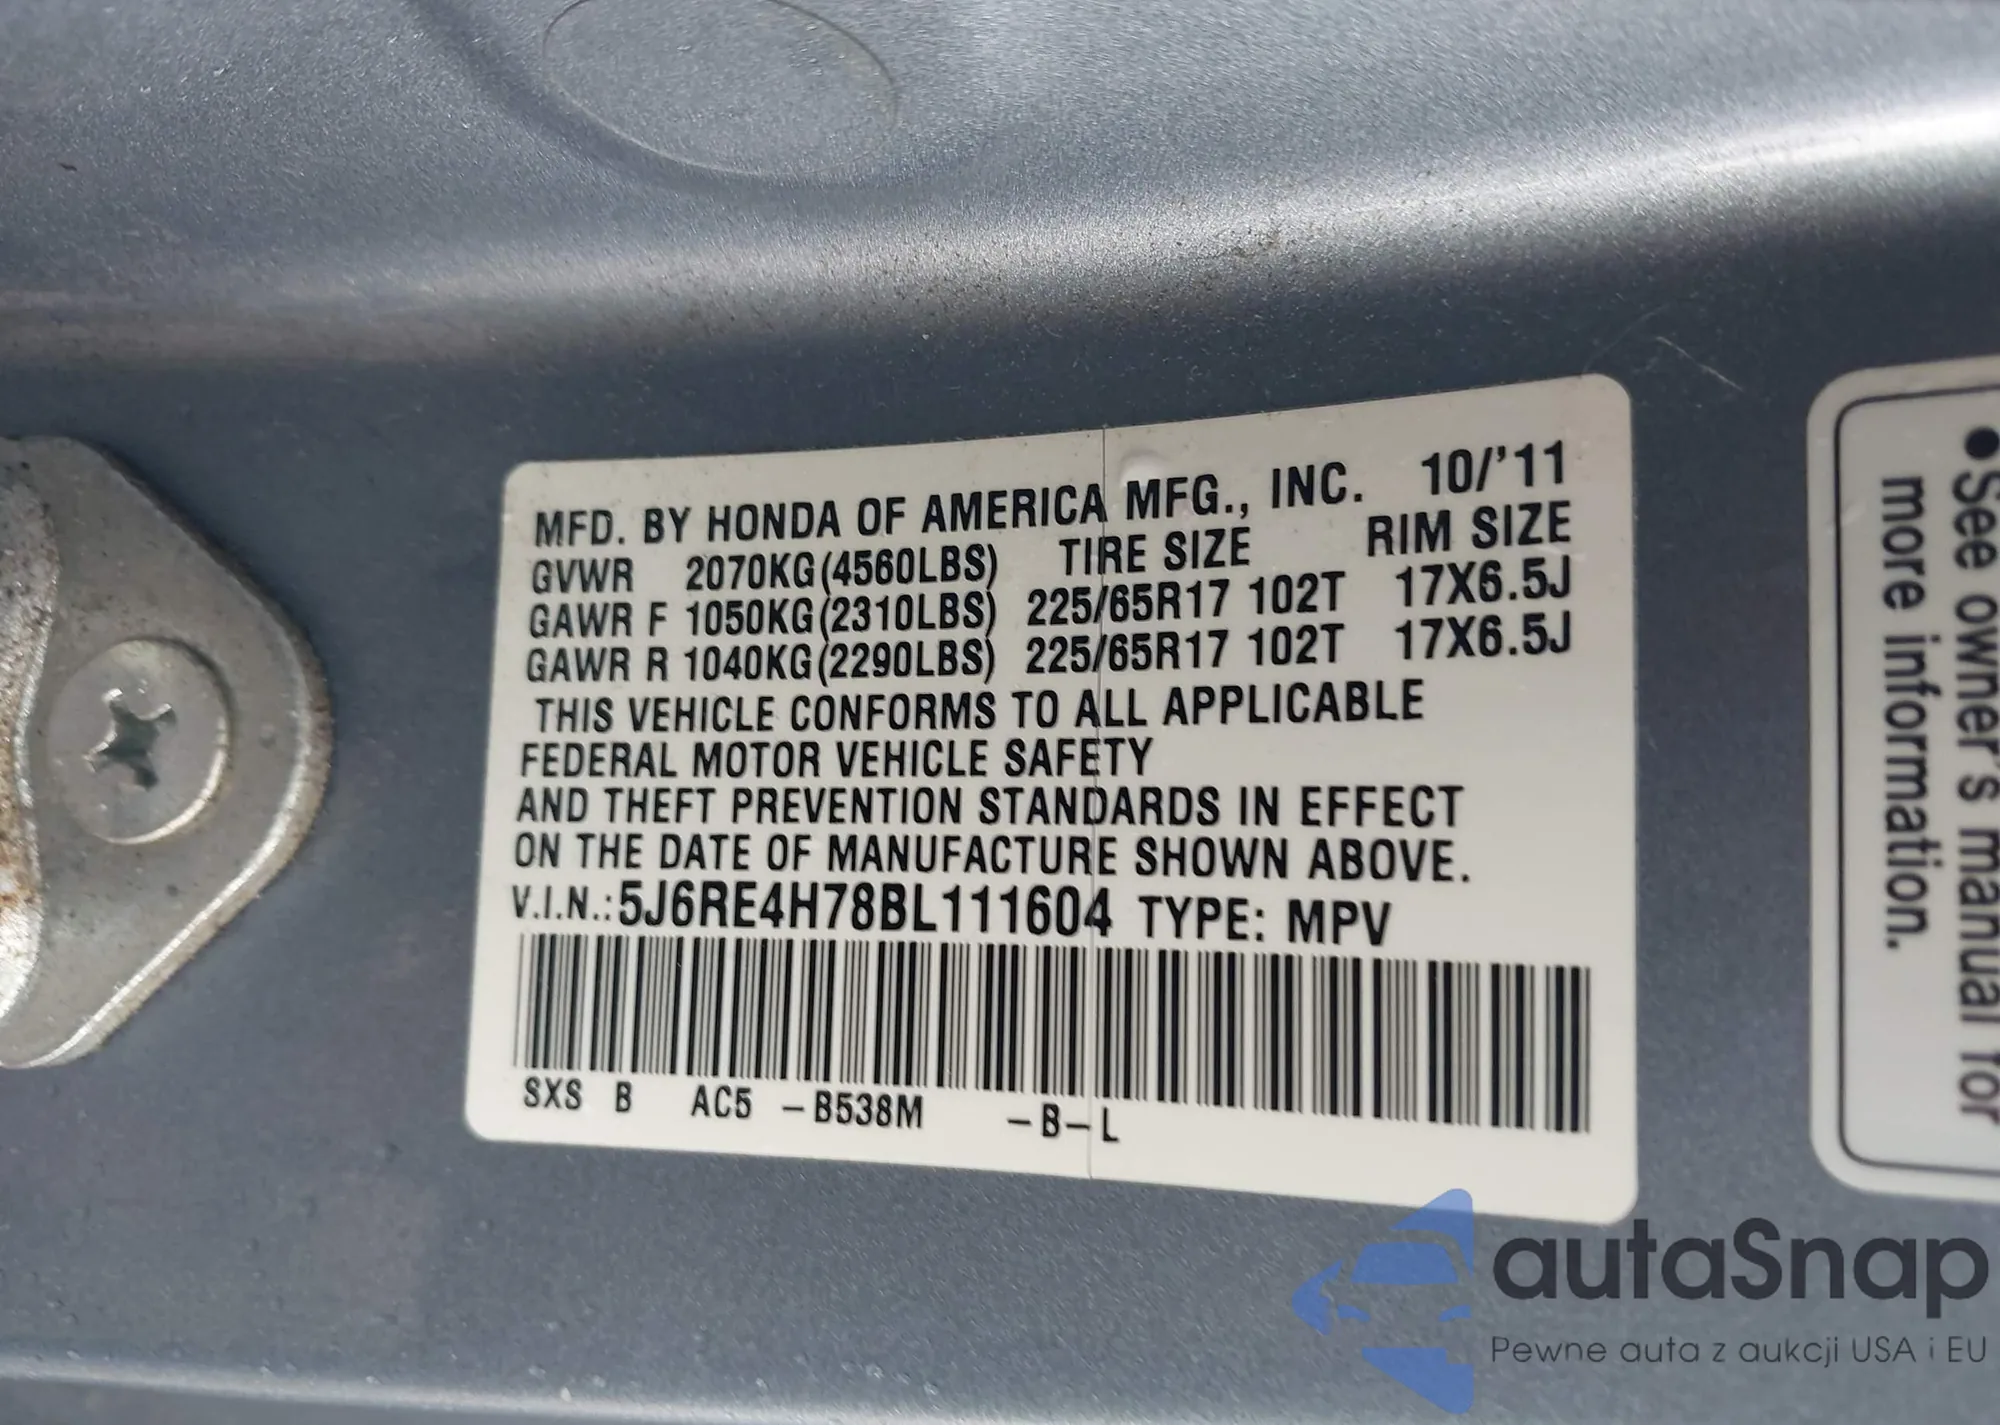 MFD. BY HONDA OF AMERICA MFG., INC. 10/'11
GVWR 2070KG(4560LBS) TIRE SIZE RIM SIZE
GAWR F 1050KG(2310LBS) 225/65R17 102T 17X6.5J
GAWR R 1040KG(2290LBS) 225/65R17 102T 17X6.5J
THIS VEHICLE CONFORMS TO ALL APPLICABLE
FEDERAL MOTOR VEHICLE SAFETY
AND THEFT PREVENTION STANDARDS IN EFFECT
ON THE DATE OF MANUFACTURE SHOWN ABOVE.
V.I.N.:5J6RE4H78BL111604 TYPE: MPV
SXS B AC5 -B538M -B-L
•See owner's manual for
more information.
autaSnap
Pewne auta z aukcji USA i EU